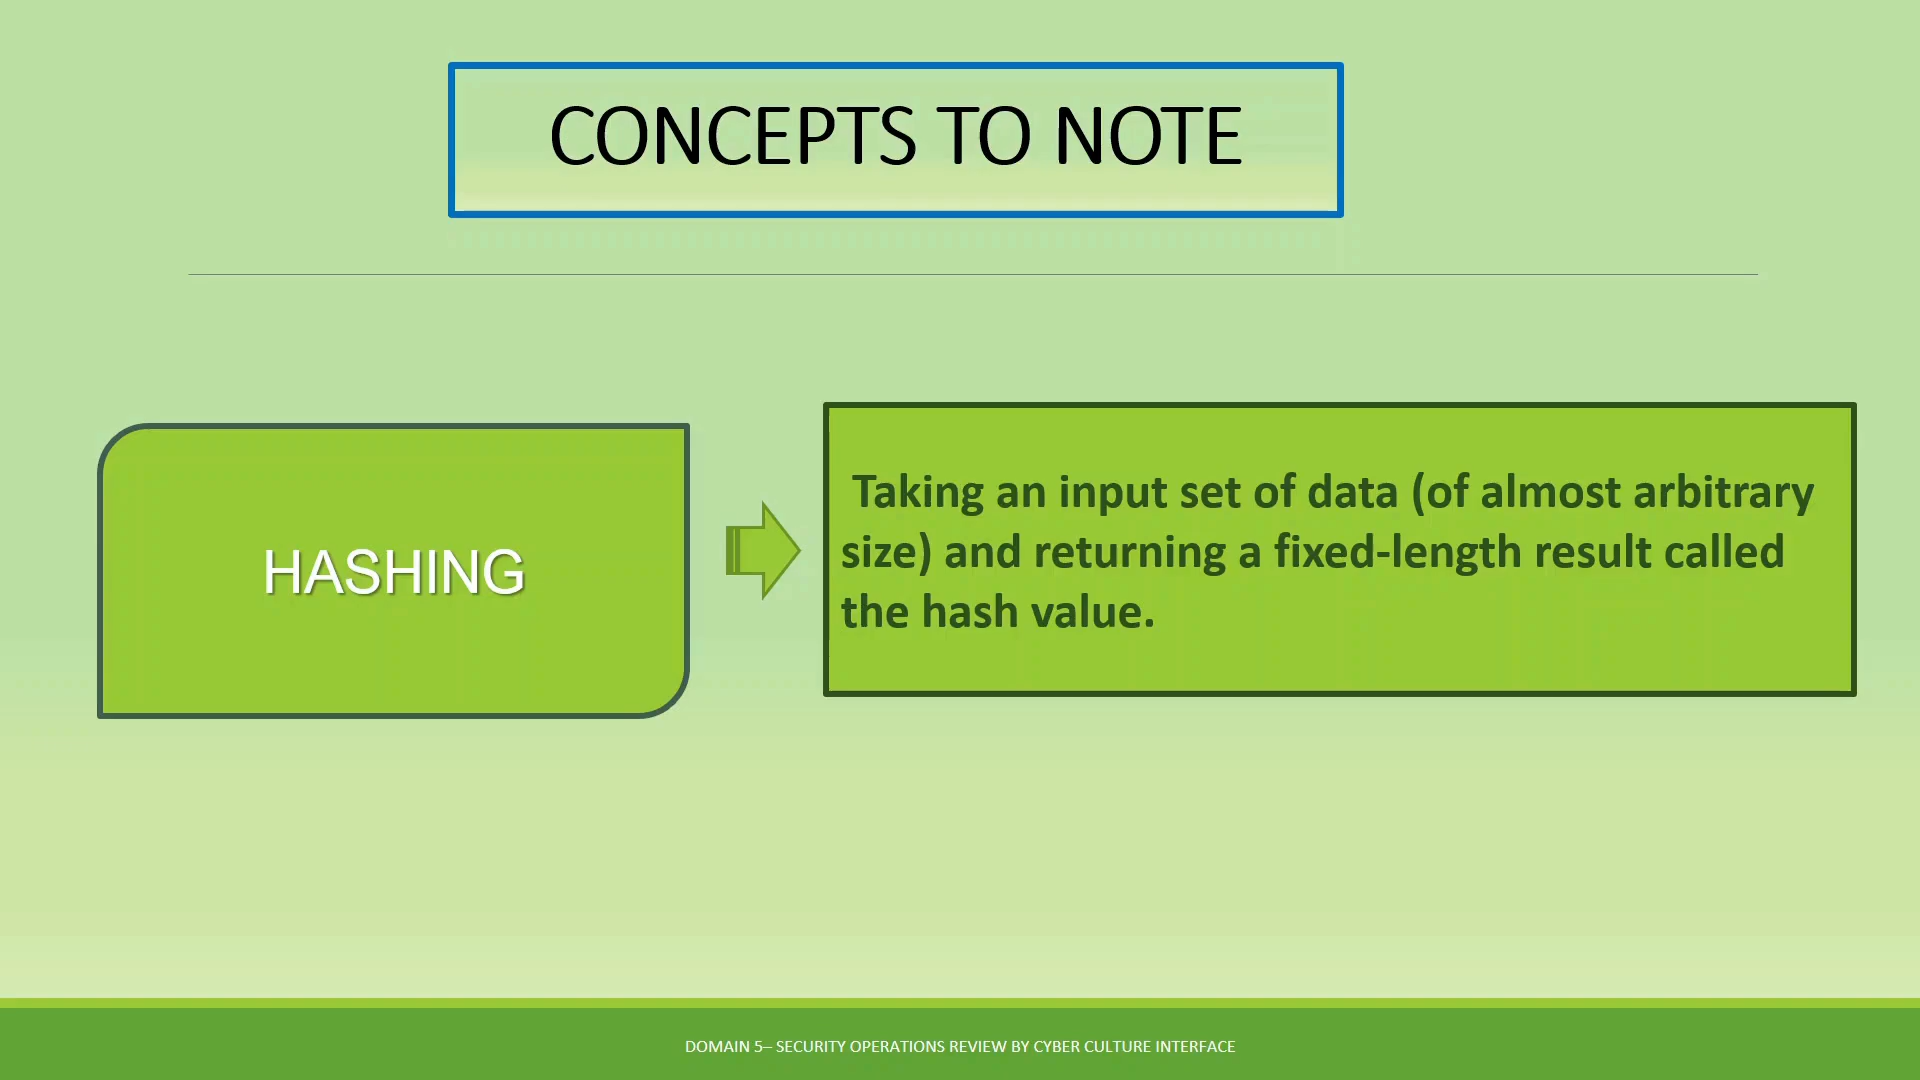 CONCEPTS TO NOTE
HASHING
Taking an input set of data (of almost arbitrary
size) and returning a fixed-length result called
the hash value.
DOMAIN 5– SECURITY OPERATIONS REVIEW BY CYBER CULTURE INTERFACE